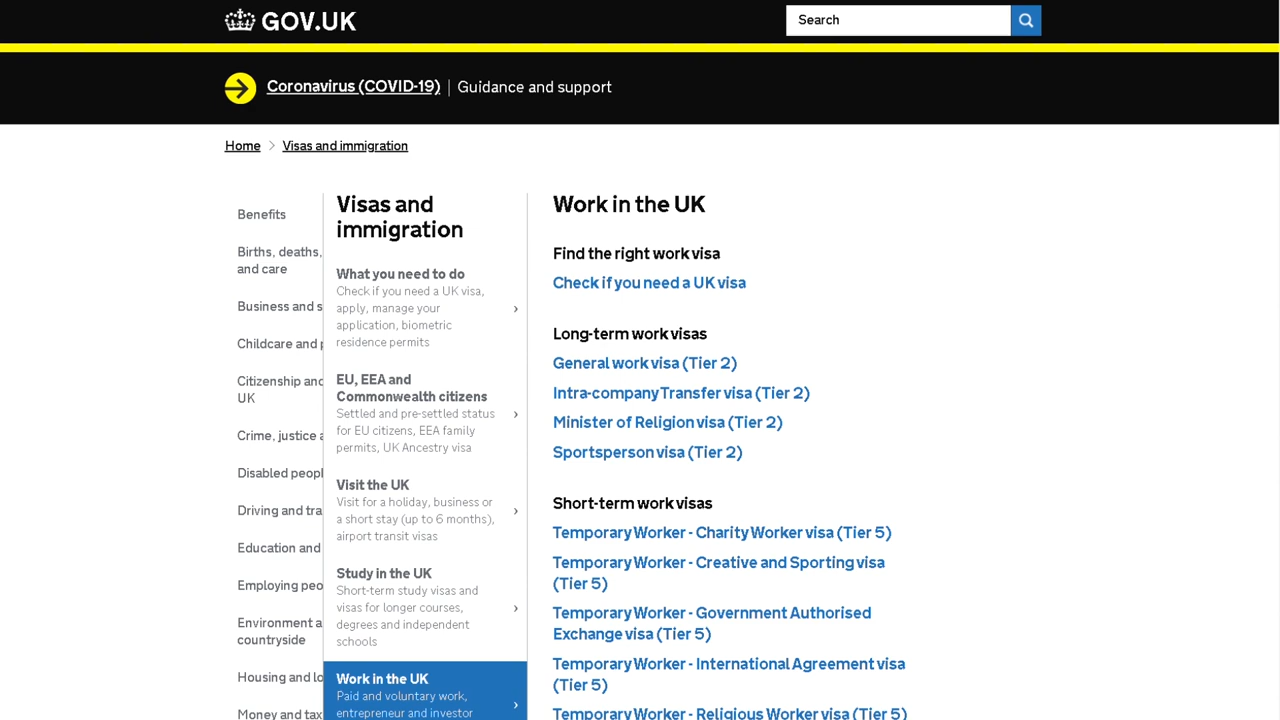 GOV.UK
Search
Coronavirus (COVID-19) | Guidance and support
Home > Visas and immigration
Benefits
Births, deaths,
and care
Business and s
Childcare and p
Citizenship and
UK
Crime, justice a
Disabled peopl
Driving and tra
Education and
Employing peo
Environment a
countryside
Housing and lo
Money and tax
Visas and
immigration
What you need to do
Check if you need a UK visa,
apply, manage your
application, biometric
residence permits
EU, EEA and
Commonwealth citizens
Settled and pre-settled status
for EU citizens, EEA family
permits, UK Ancestry visa
Visit the UK
Visit for a holiday, business or
a short stay (up to 6 months),
airport transit visas
Study in the UK
Short-term study visas and
visas for longer courses,
degrees and independent
schools
Work in the UK
Paid and voluntary work,
entrepreneur and investor
Work in the UK
Find the right work visa
Check if you need a UK visa
Long-term work visas
General work visa (Tier 2)
Intra-company Transfer visa (Tier 2)
Minister of Religion visa (Tier 2)
Sportsperson visa (Tier 2)
Short-term work visas
Temporary Worker - Charity Worker visa (Tier 5)
Temporary Worker - Creative and Sporting visa
(Tier 5)
Temporary Worker - Government Authorised
Exchange visa (Tier 5)
Temporary Worker - International Agreement visa
(Tier 5)
Temporary Worker - Religious Worker visa (Tier 5)